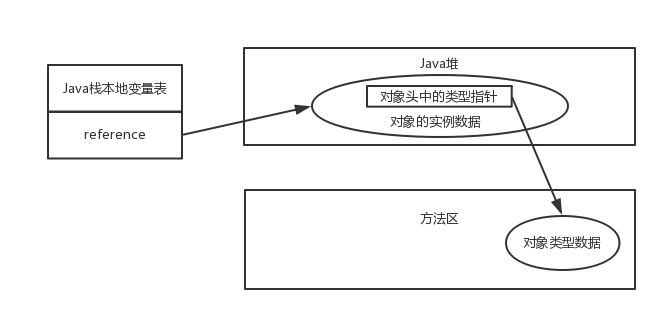 Java栈本地变量表
reference
Java堆
对象头中的类型指针
对象的实例数据
方法区
对象类型数据